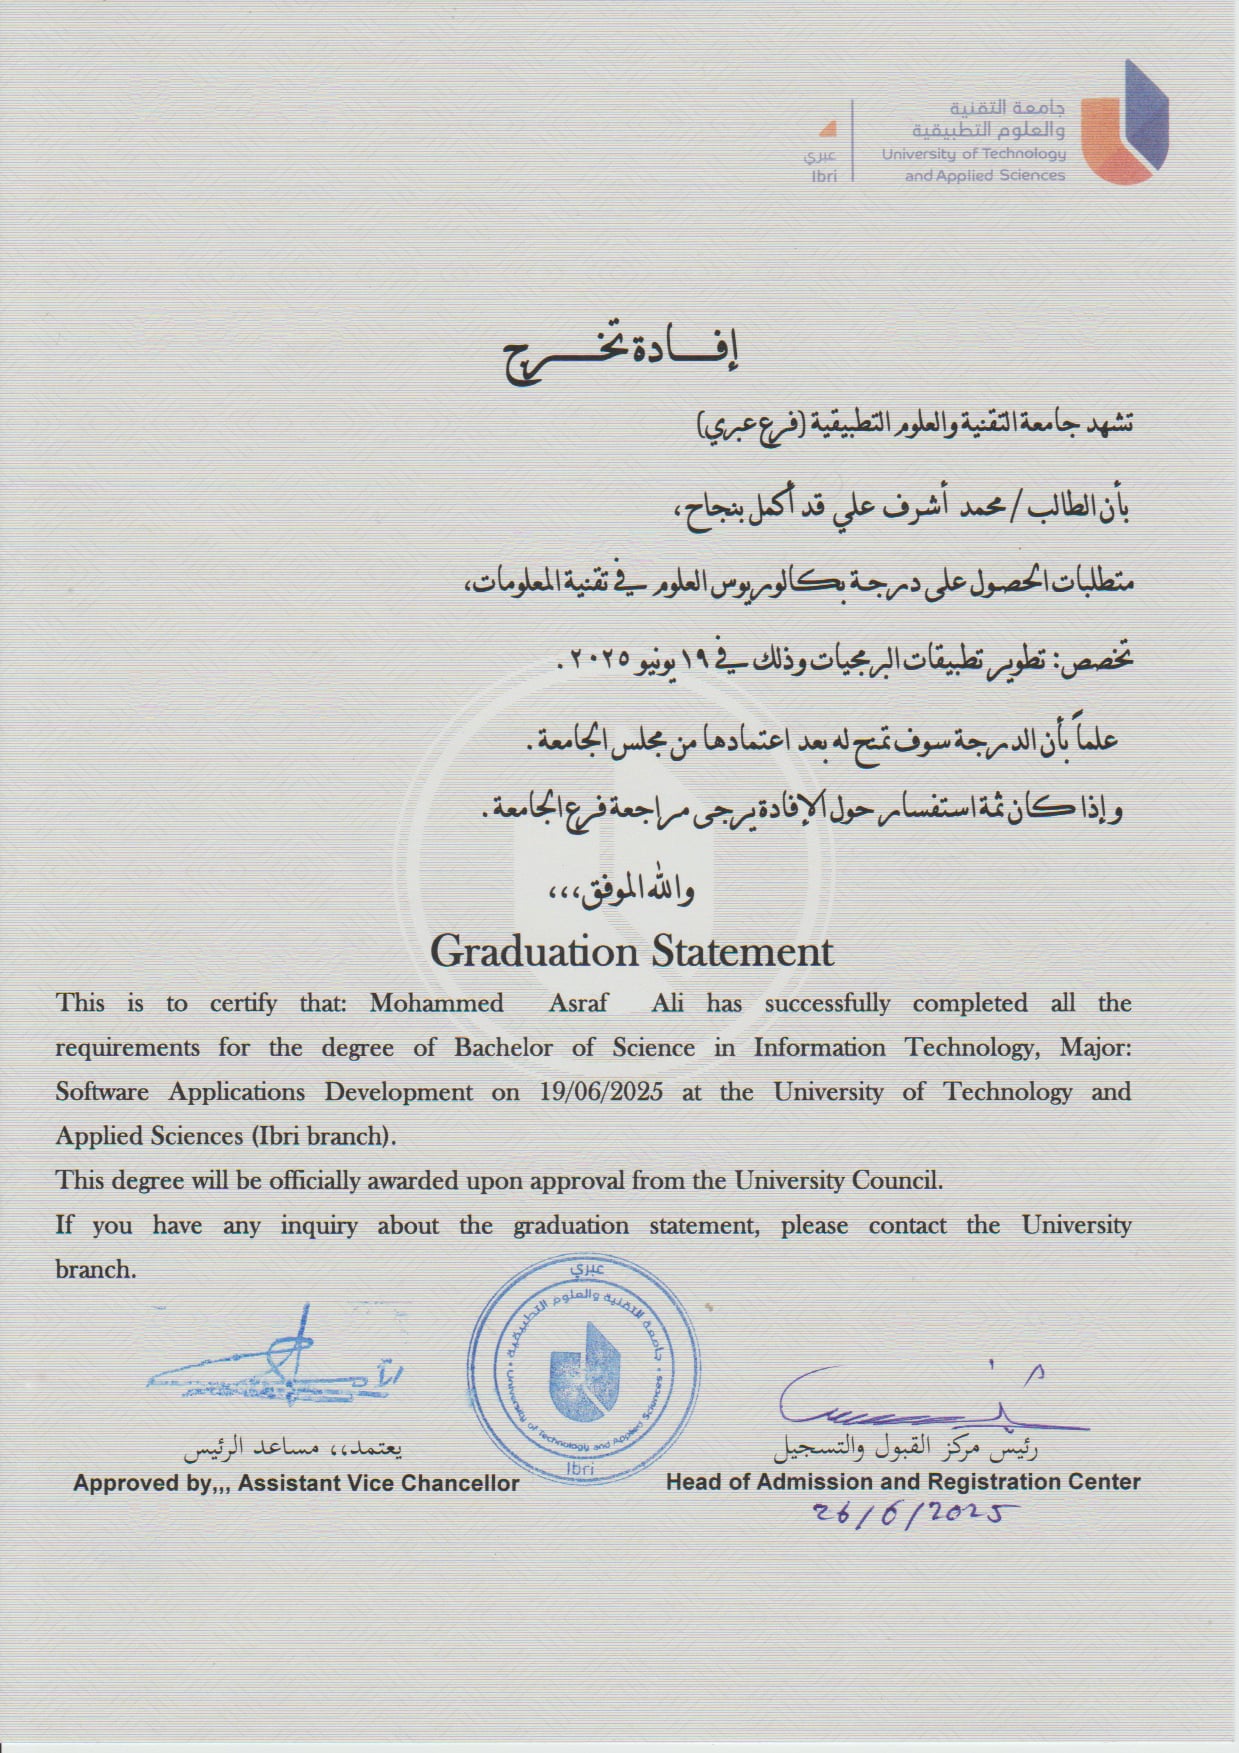 جامعة التقنية
والعلوم التطبيقية
University of Technology
and Applied Sciences
عبري
Ibri
إفادة تخرج
تشهد جامعة التقنية والعلوم التطبيقية (فرع عبري)
بأن الطالب / محمد أشرف علي قد أكمل بنجاح،
متطلبات الحصول على درجة بكالوريوس العلوم في تقنية المعلومات،
تخصص: تطوير تطبيقات البرمجيات وذلك في ١٩ يونيو ٢٠٢٥ .
علماً بأن الدرجة سوف تمنح له بعد اعتمادها من مجلس الجامعة .
وإذا كان ثمة استفسار حول الإفادة يرجى مراجعة فرع الجامعة .
والله الموفق،،،
Graduation Statement
This is to certify that: Mohammed Asraf Ali has successfully completed all the
requirements for the degree of Bachelor of Science in Information Technology, Major:
Software Applications Development on 19/06/2025 at the University of Technology and
Applied Sciences (Ibri branch).
This degree will be officially awarded upon approval from the University Council.
If you have any inquiry about the graduation statement, please contact the University
branch.
عبري
جامعة التقنية والعلوم التطبيقية
University of Technology and Applied Sciences
Ibri
يعتمد،، مساعد الرئيس
Approved by,,, Assistant Vice Chancellor
رئيس مركز القبول والتسجيل
Head of Admission and Registration Center
26/6/2025